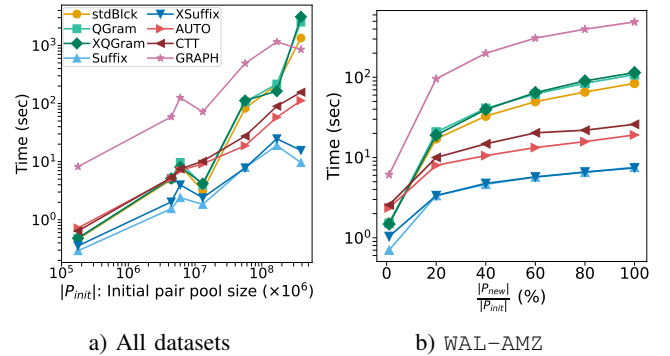 stdBlck
QGram
XQGram
Suffix
XSuffix
AUTO
CTT
GRAPH
Time (sec)
10³
10²
10¹
10⁰
10⁵ 10⁶ 10⁷ 10⁸
|P_init|: Initial pair pool size (×10⁶)
a) All datasets
Time (sec)
10²
10¹
10⁰
0 20 40 60 80 100
|P_new|
|P_init| (%)
b) WAL-AMZ